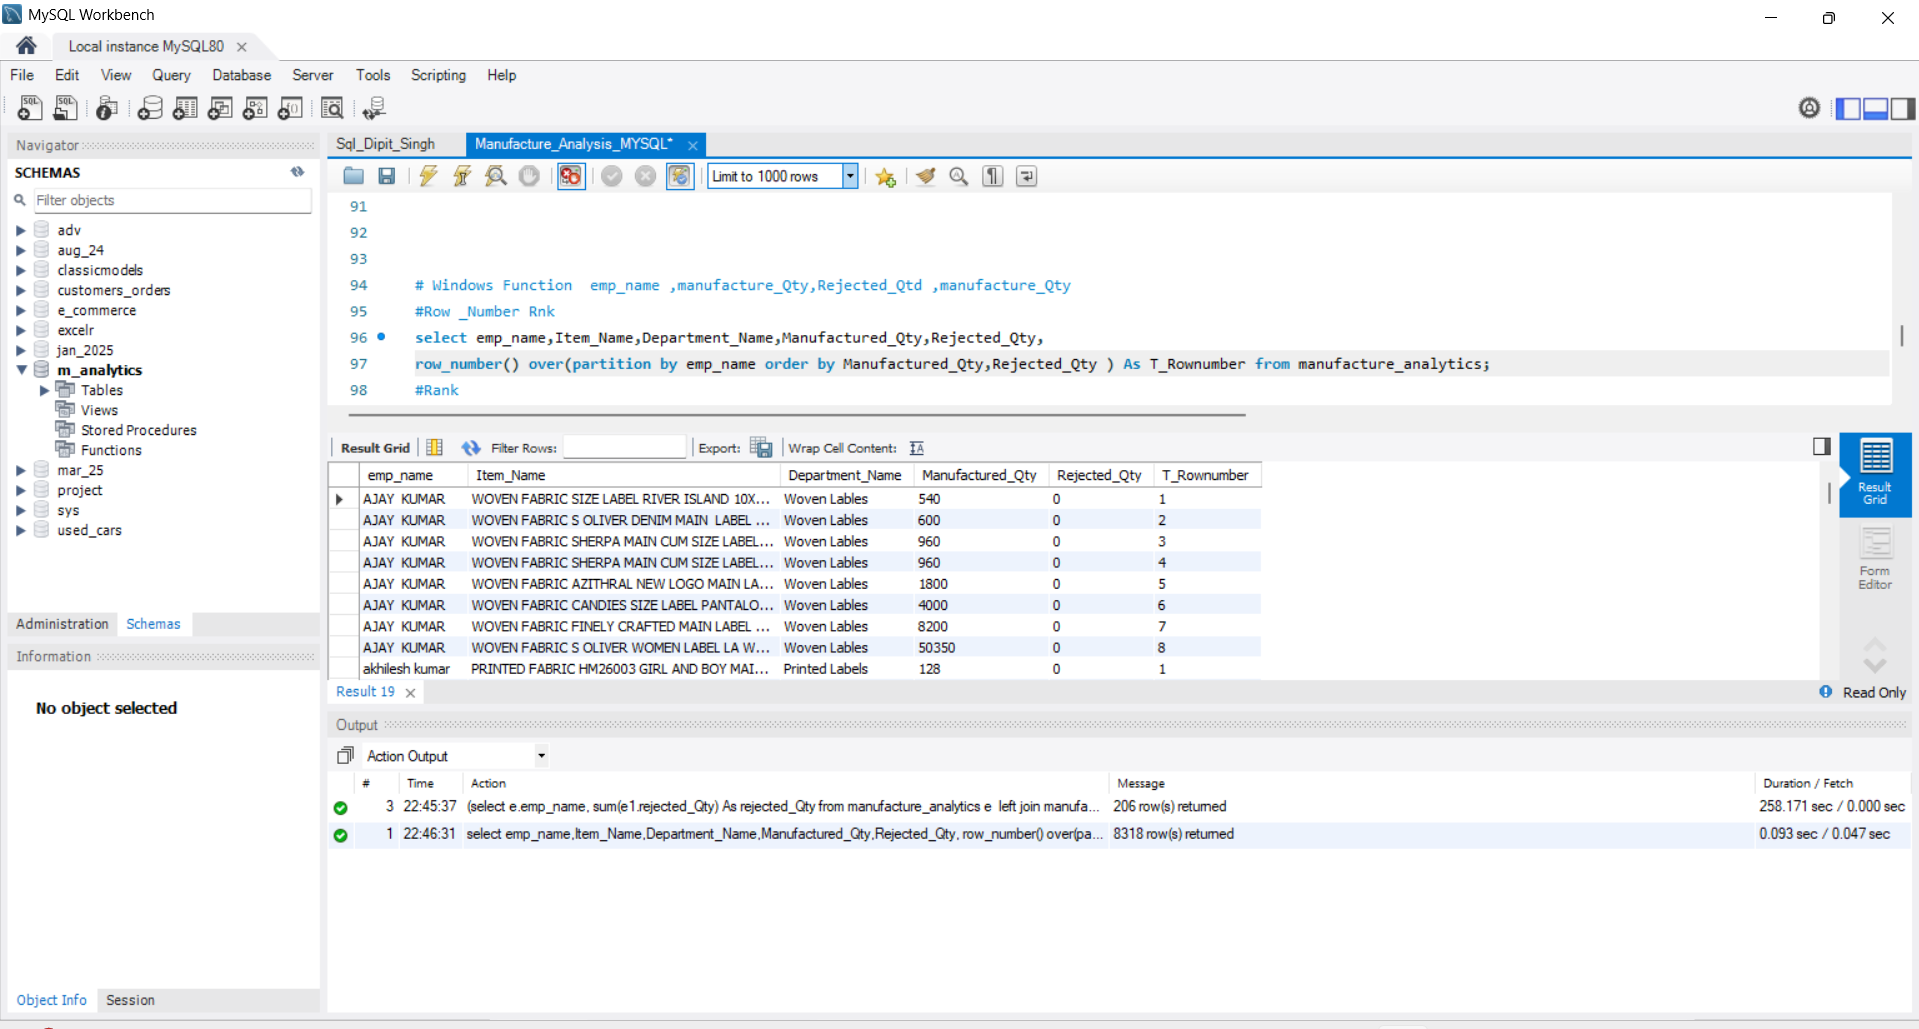 MySQL Workbench
Local instance MySQL80
File Edit View Query Database Server Tools Scripting Help
Navigator
SCHEMAS
Filter objects
adv
aug_24
classicmodels
customers_orders
e_commerce
excelr
jan_2025
m_analytics
Tables
Views
Stored Procedures
Functions
mar_25
project
sys
used_cars
Administration Schemas
Information
No object selected
Object Info Session
Sql_Dipit_Singh Manufacture_Analysis_MYSQL*
Limit to 1000 rows
91
92
93
94 # Windows Function emp_name ,manufacture_Qty,Rejected_Qtd ,manufacture_Qty
95 #Row _Number Rnk
96 select emp_name,Item_Name,Department_Name,Manufactured_Qty,Rejected_Qty,
97 row_number() over(partition by emp_name order by Manufactured_Qty,Rejected_Qty ) As T_Rownumber from manufacture_analytics;
98 #Rank
Result Grid Filter Rows: Export: Wrap Cell Content:
emp_name Item_Name Department_Name Manufactured_Qty Rejected_Qty T_Rownumber
AJAY KUMAR WOVEN FABRIC SIZE LABEL RIVER ISLAND 10X... Woven Lables 540 0 1
AJAY KUMAR WOVEN FABRIC S OLIVER DENIM MAIN LABEL ... Woven Lables 600 0 2
AJAY KUMAR WOVEN FABRIC SHERPA MAIN CUM SIZE LABEL... Woven Lables 960 0 3
AJAY KUMAR WOVEN FABRIC SHERPA MAIN CUM SIZE LABEL... Woven Lables 960 0 4
AJAY KUMAR WOVEN FABRIC AZITHRAL NEW LOGO MAIN LA... Woven Lables 1800 0 5
AJAY KUMAR WOVEN FABRIC CANDIES SIZE LABEL PANTALO... Woven Lables 4000 0 6
AJAY KUMAR WOVEN FABRIC FINELY CRAFTED MAIN LABEL ... Woven Lables 8200 0 7
AJAY KUMAR WOVEN FABRIC S OLIVER WOMEN LABEL LA W... Woven Lables 50350 0 8
akhilesh kumar PRINTED FABRIC HM26003 GIRL AND BOY MAI... Printed Labels 128 0 1
Result Grid
Form Editor
Result 19
Read Only
Output
Action Output
# Time Action Message Duration / Fetch
3 22:45:37 (select e.emp_name, sum(e1.rejected_Qty) As rejected_Qty from manufacture_analytics e left join manufa... 206 row(s) returned 258.171 sec / 0.000 sec
1 22:46:31 select emp_name,Item_Name,Department_Name,Manufactured_Qty,Rejected_Qty, row_number() over(pa... 8318 row(s) returned 0.093 sec / 0.047 sec